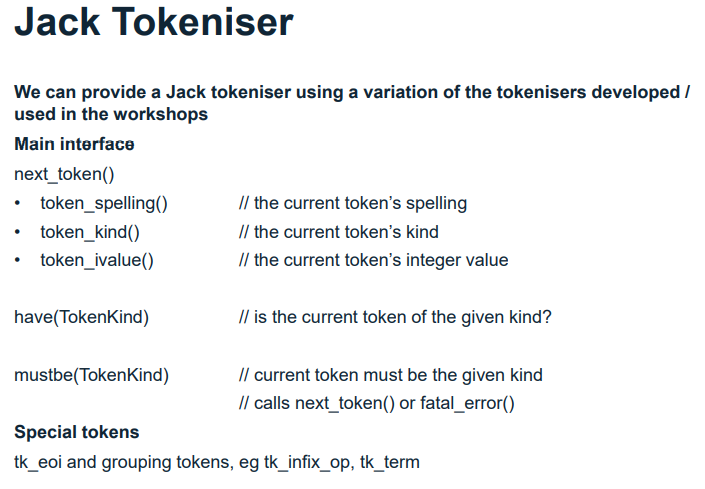 Jack Tokeniser
We can provide a Jack tokeniser using a variation of the tokenisers developed /
used in the workshops
Main interface
next_token()
• token_spelling() // the current token’s spelling
• token_kind() // the current token’s kind
• token_ivalue() // the current token’s integer value
have(TokenKind) // is the current token of the given kind?
mustbe(TokenKind) // current token must be the given kind
// calls next_token() or fatal_error()
Special tokens
tk_eoi and grouping tokens, eg tk_infix_op, tk_term